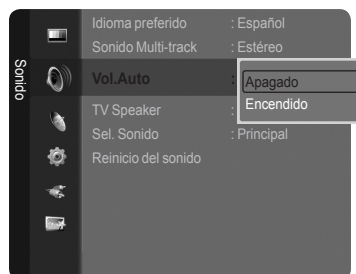 Sonido
Idioma preferido : Español
Sonido Multi-track : Estéreo
Vol.Auto :
Apagado
Encendido
TV Speaker :
Sel. Sonido : Principal
Reinicio del sonido